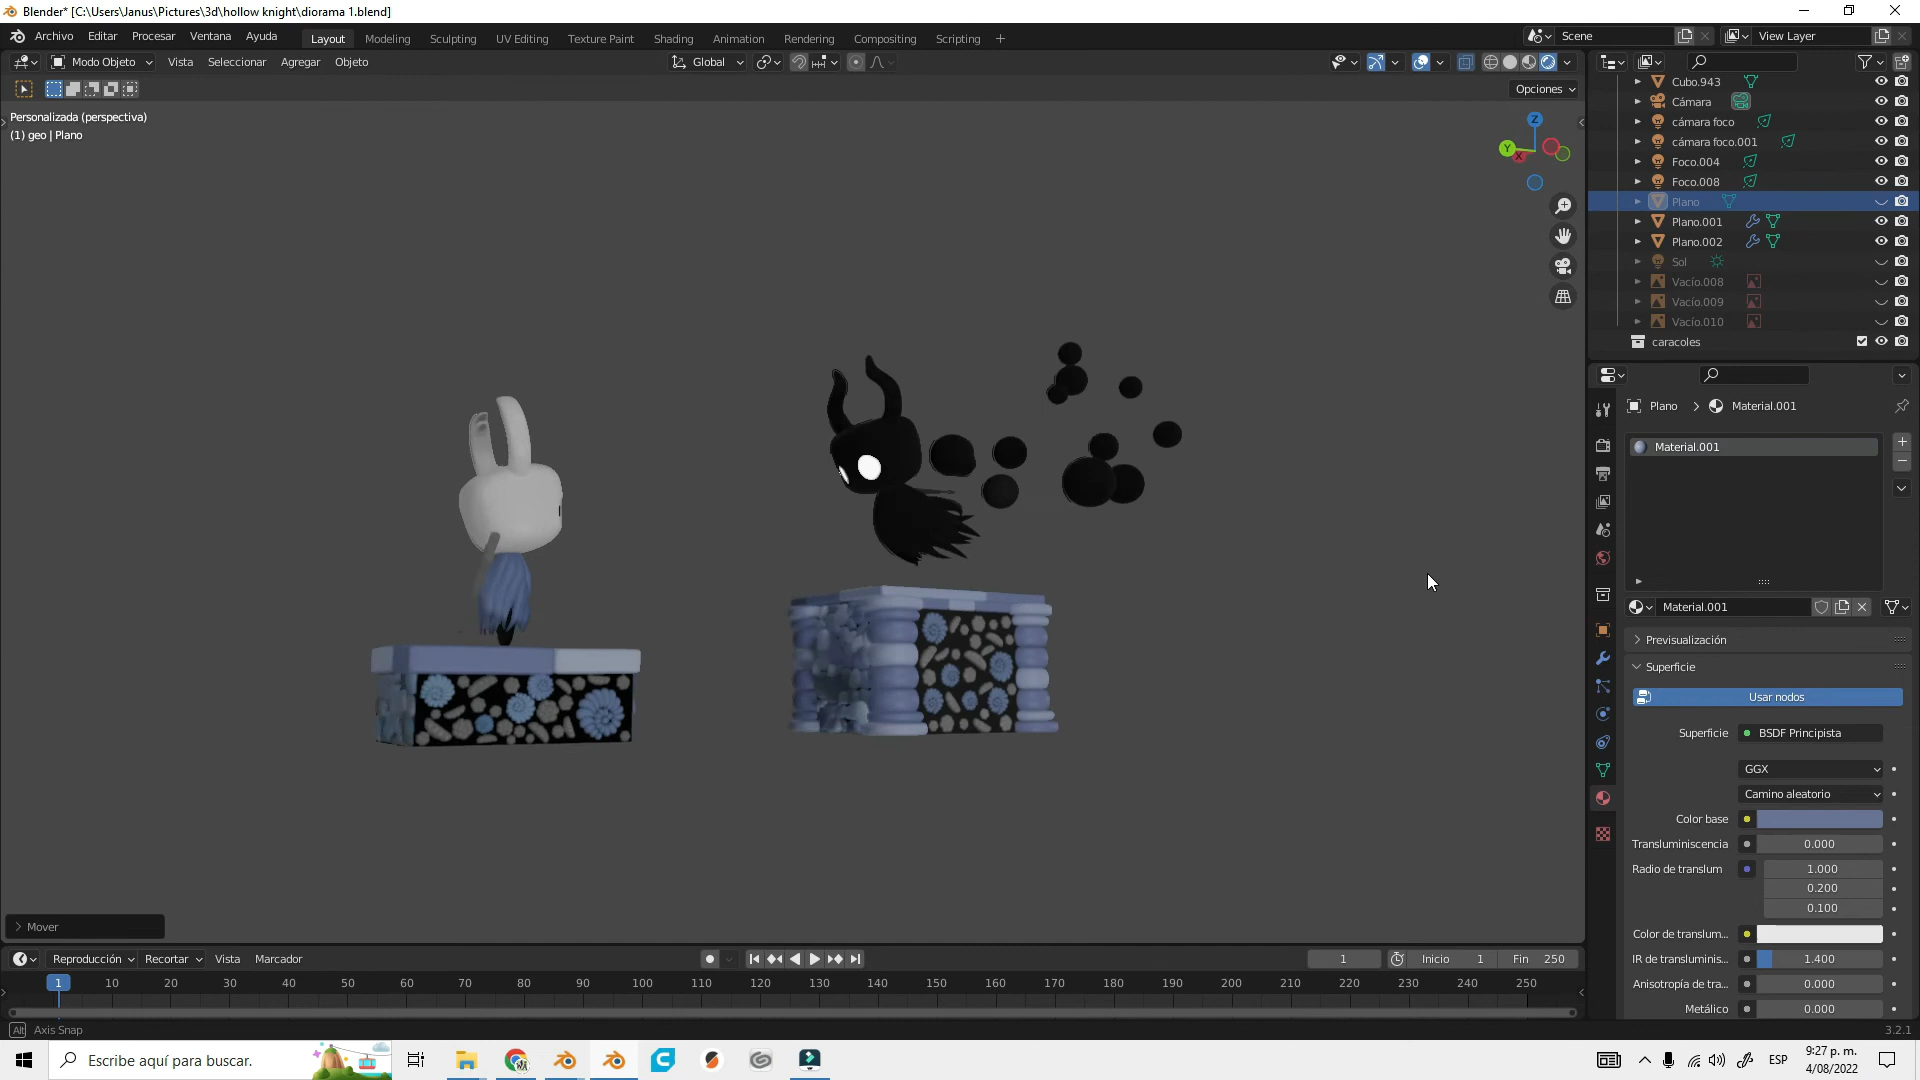 Blender* [C:\Users\Janus\Pictures\3d\hollow knight\diorama 1.blend]
Archivo Editar Procesar Ventana Ayuda Layout Modeling Sculpting UV Editing Texture Paint Shading Animation Rendering Compositing Scripting + Scene View Layer
Modo Objeto Vista Seleccionar Agregar Objeto Global
Opciones
Personalizada (perspectiva)
(1) geo | Plano
Z
Y
X
Cubo.943
Cámara
cámara foco
cámara foco.001
Foco.004
Foco.008
Plano
Plano.001
Plano.002
Sol
Vacío.008
Vacío.009
Vacío.010
caracoles
Plano > Material.001
Material.001
Material.001
Previsualización
Superficie
Usar nodos
Superficie BSDF Principista
GGX
Camino aleatorio
Color base
Transluminiscencia 0.000
Radio de translum 1.000
0.200
0.100
Color de translum...
IR de transluminis... 1.400
Anisotropía de tra... 0.000
Metálico 0.000
Mover
Reproducción Recortar Vista Marcador 1 Inicio 1 Fin 250
1 10 20 30 40 50 60 70 80 90 100 110 120 130 140 150 160 170 180 190 200 210 220 230 240 250
Alt Axis Snap 3.2.1
Escribe aquí para buscar. ESP 9:27 p. m.
4/08/2022